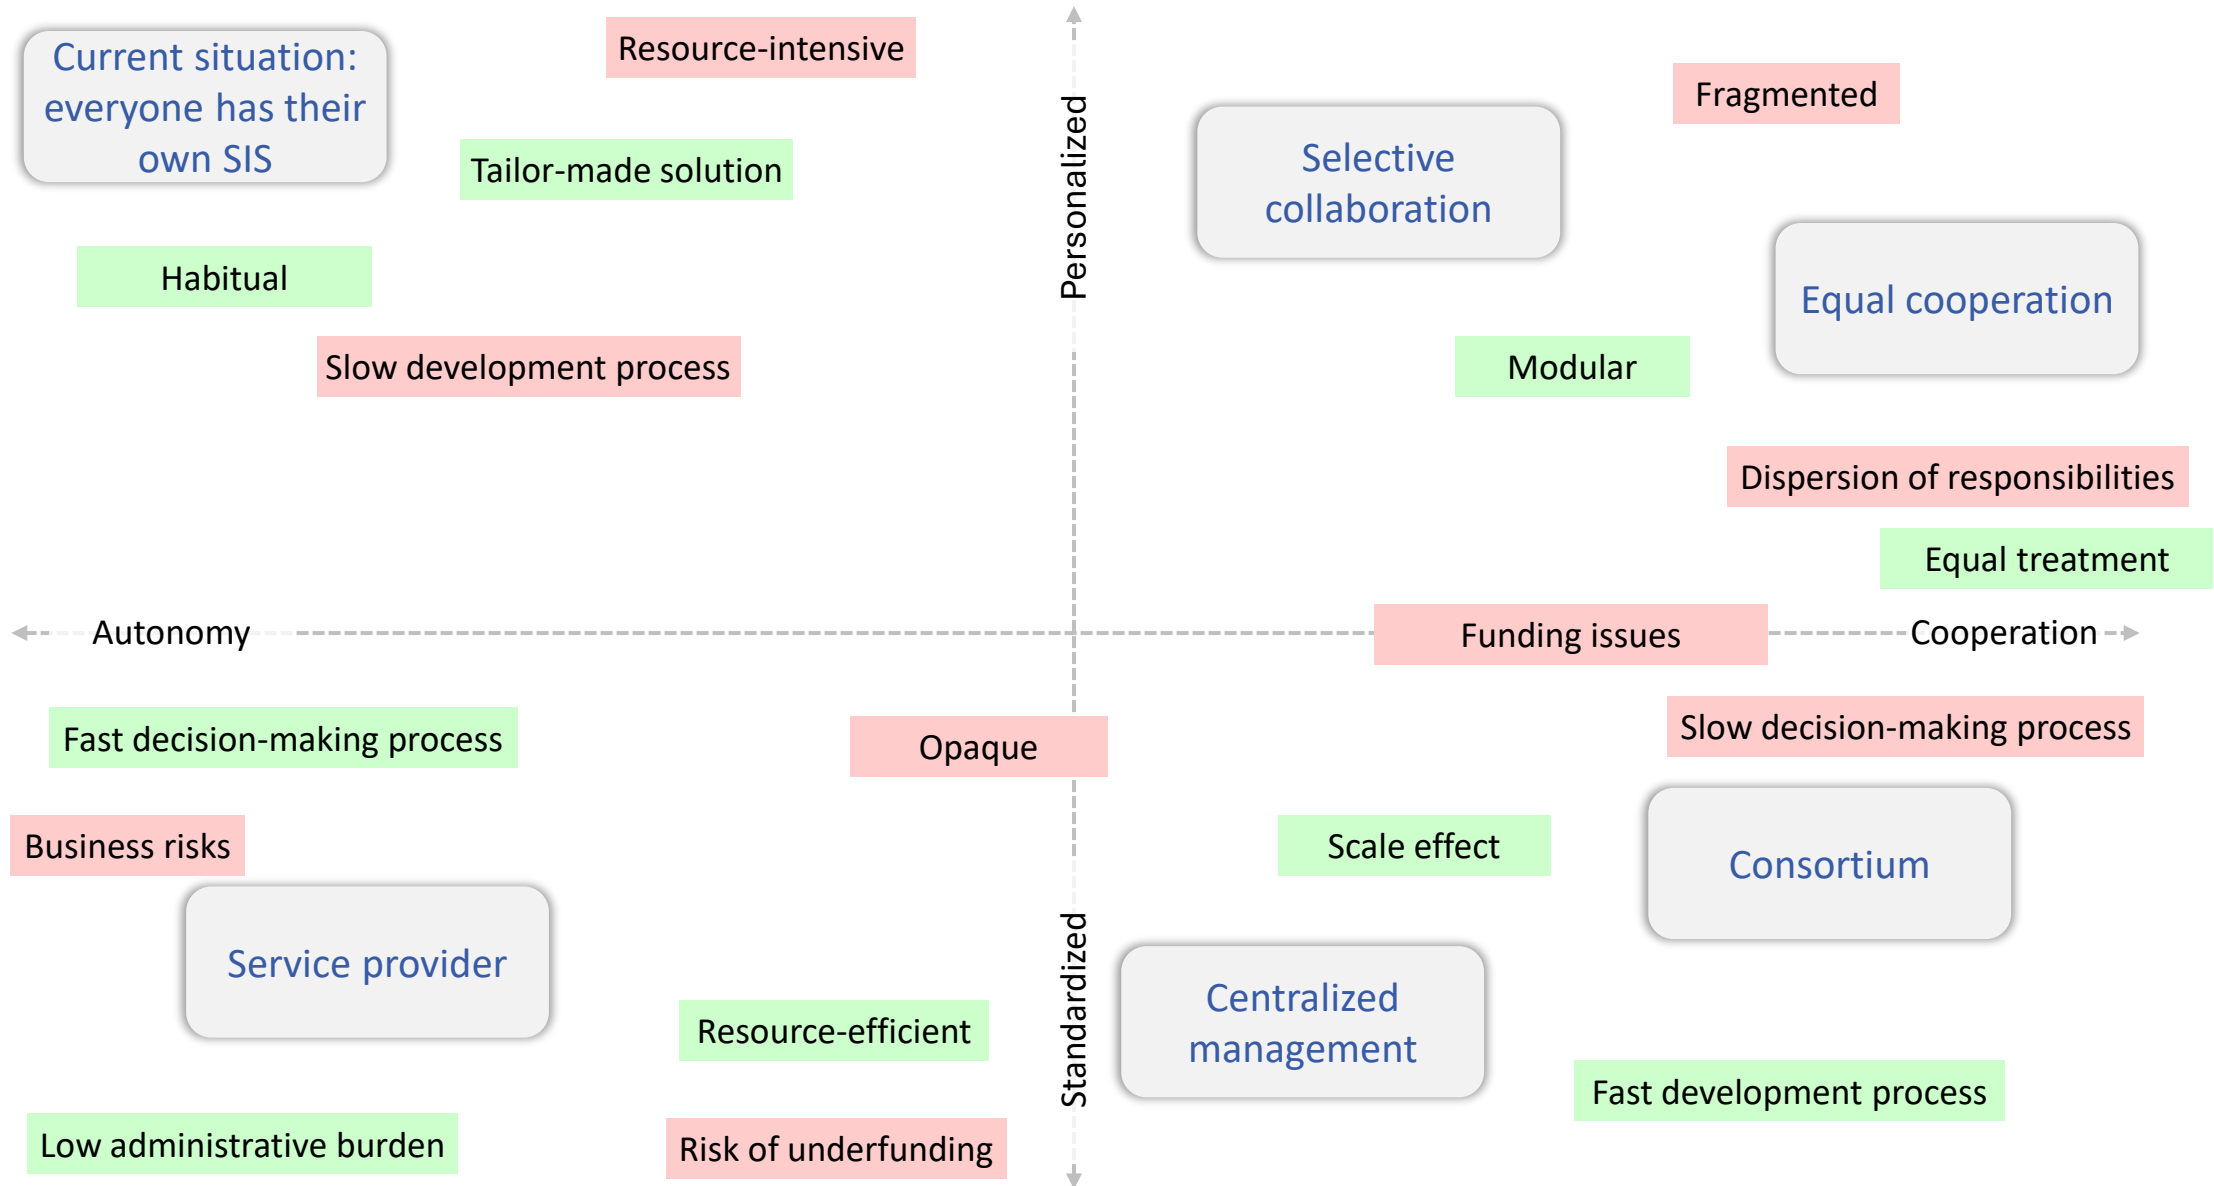 Current situation:
everyone has their
own SIS
Resource-intensive
Tailor-made solution
Habitual
Slow development process
Personalized
Fragmented
Selective
collaboration
Equal cooperation
Modular
Dispersion of responsibilities
Equal treatment
Autonomy
Funding issues
Cooperation
Fast decision-making process
Opaque
Slow decision-making process
Business risks
Scale effect
Consortium
Service provider
Standardized
Centralized
management
Resource-efficient
Fast development process
Low administrative burden
Risk of underfunding